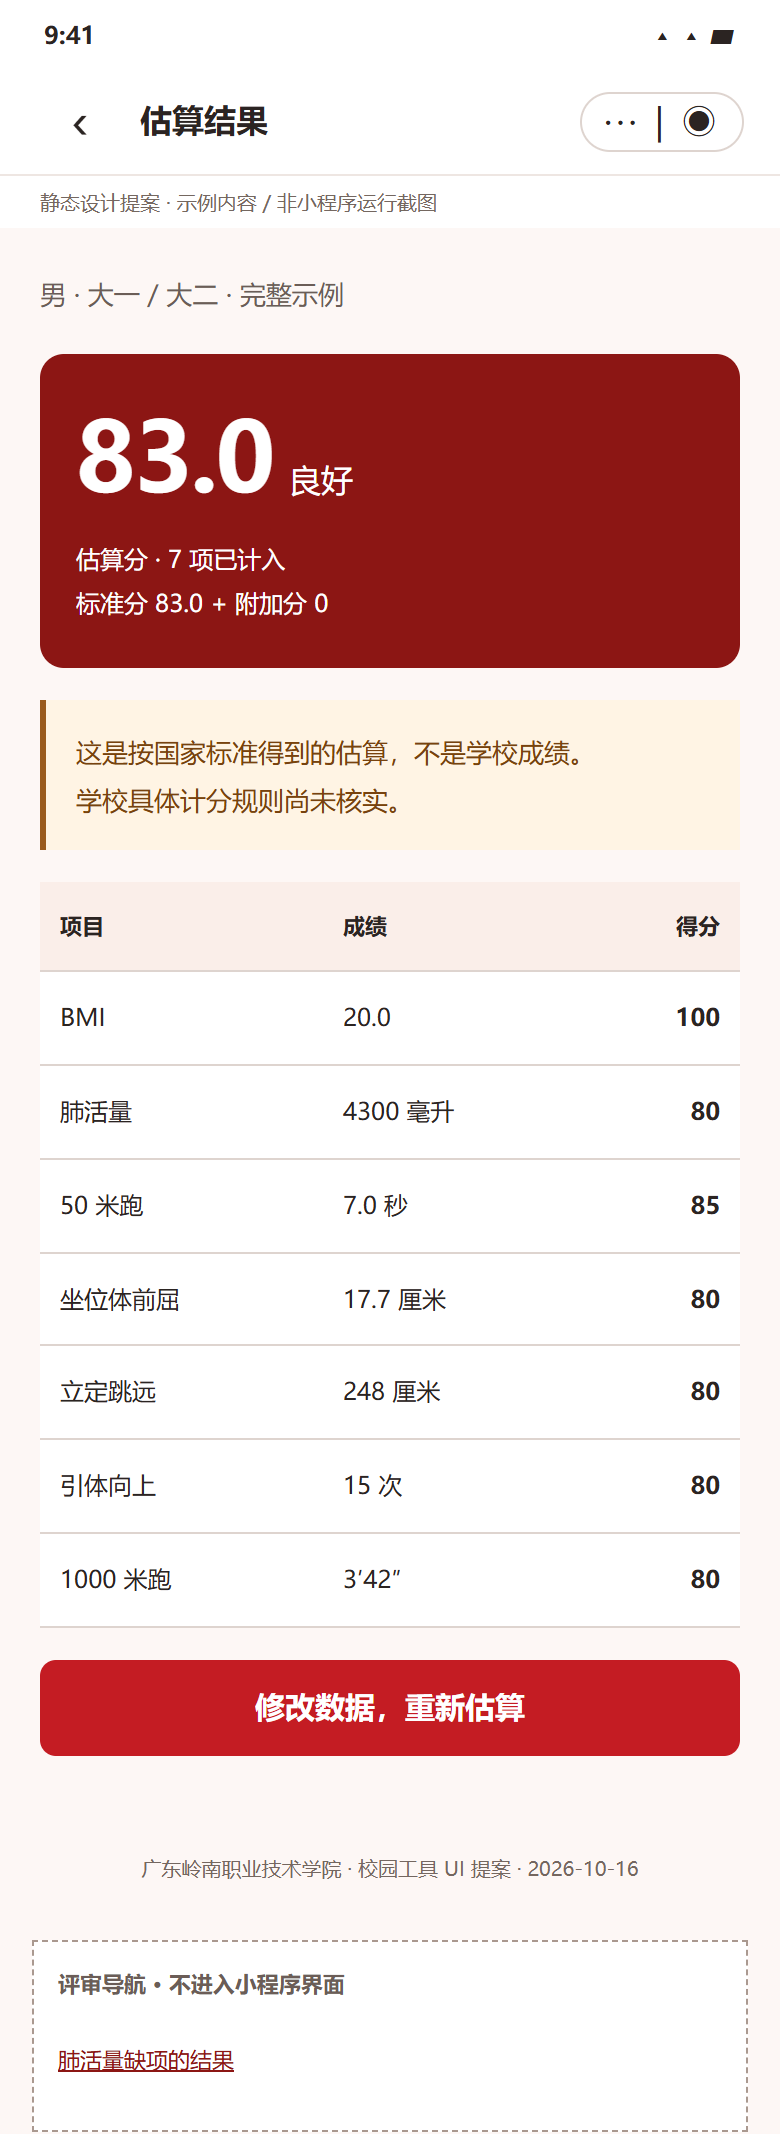 9:41
‹ 估算结果
静态设计提案 · 示例内容 / 非小程序运行截图
男 · 大一 / 大二 · 完整示例
83.0 良好
估算分 · 7 项已计入
标准分 83.0 + 附加分 0
这是按国家标准得到的估算，不是学校成绩。
学校具体计分规则尚未核实。
项目 成绩 得分
BMI 20.0 100
肺活量 4300 毫升 80
50 米跑 7.0 秒 85
坐位体前屈 17.7 厘米 80
立定跳远 248 厘米 80
引体向上 15 次 80
1000 米跑 3′42″ 80
修改数据，重新估算
广东岭南职业技术学院 · 校园工具 UI 提案 · 2026-10-16
评审导航 • 不进入小程序界面
肺活量缺项的结果